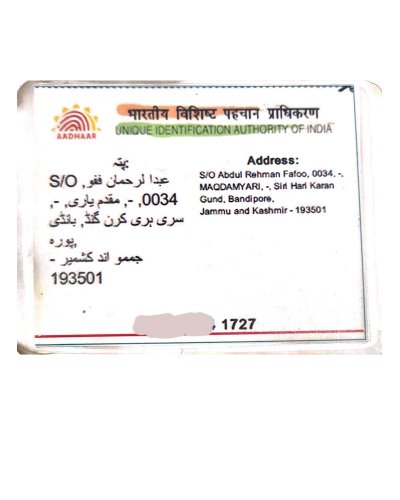 भारतीय विशिष्ट पहचान प्राधिकरण
AADHAAR
UNIQUE IDENTIFICATION AUTHORITY OF INDIA
پتہ:
S/O عبدا لرحمان ففو,
0034, -, مقدم یاری, -,
سری ہری کرن گنڈ, بانڈی
پورہ,
جممو اند کشمیر -
193501
Address:
S/O Abdul Rehman Fafoo, 0034, -,
MAQDAMYARI, -, Siri Hari Karan
Gund, Bandipore,
Jammu and Kashmir - 193501
1727